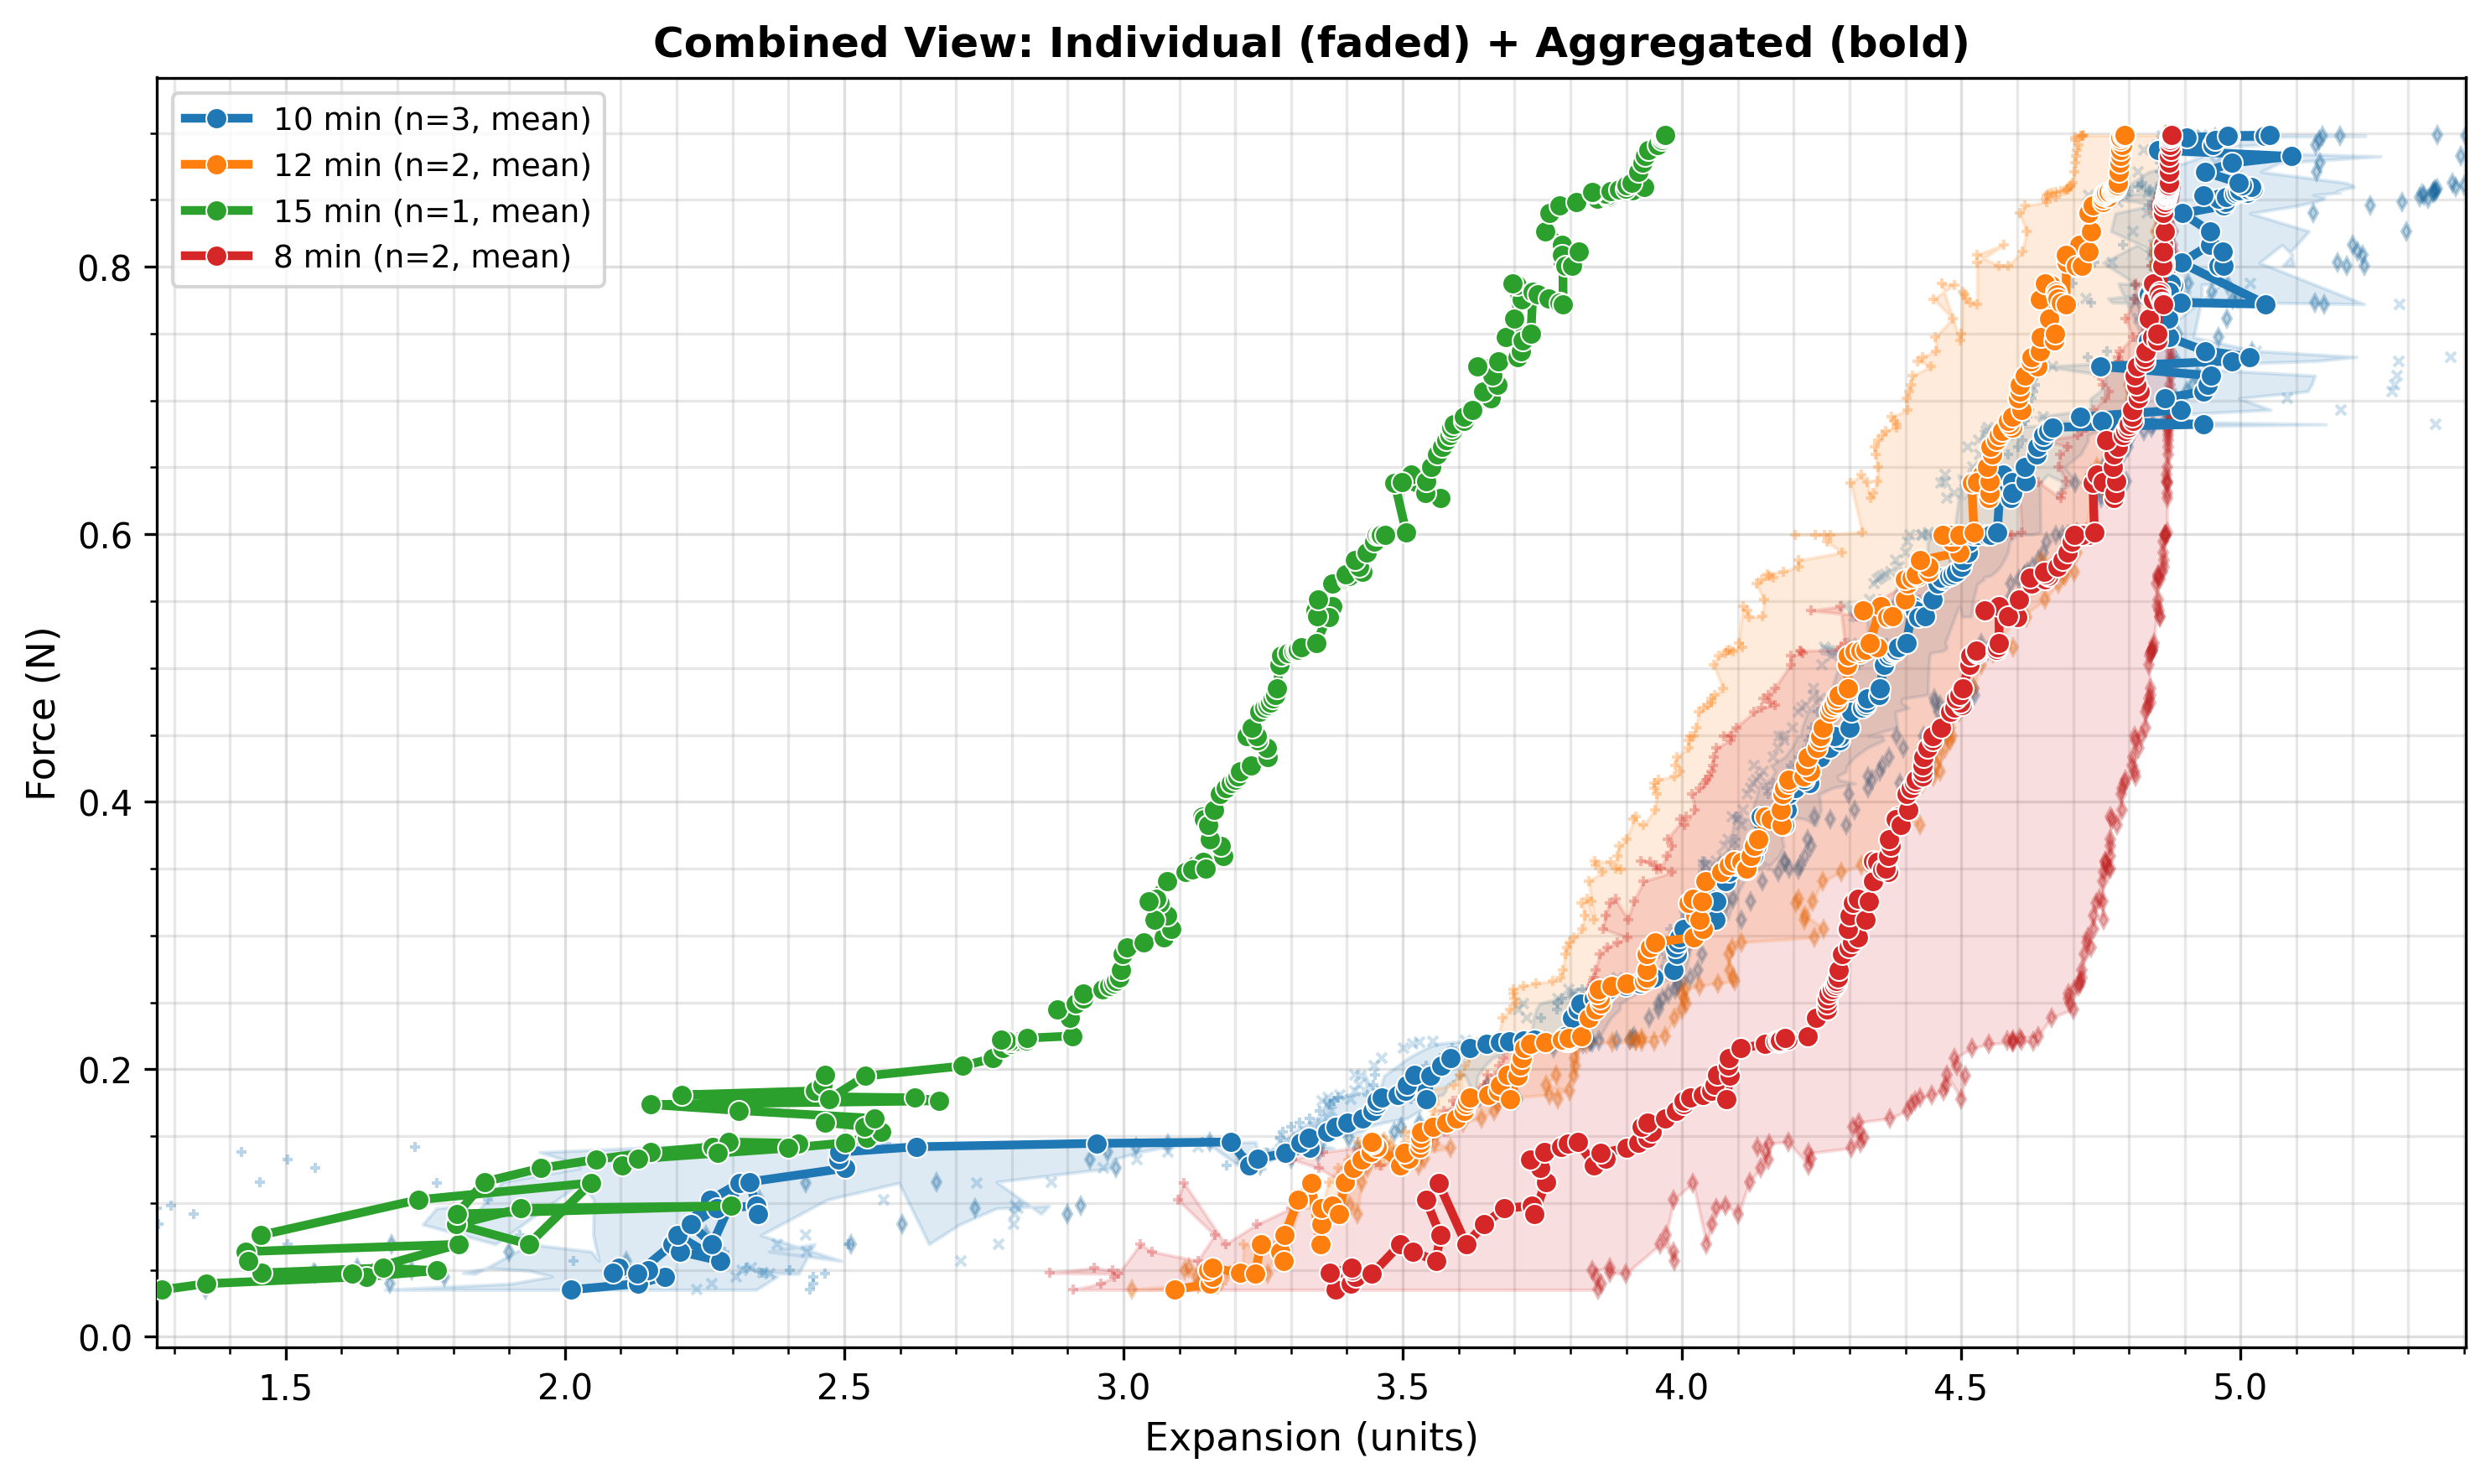 Combined View: Individual (faded) + Aggregated (bold)
10 min (n=3, mean)
12 min (n=2, mean)
15 min (n=1, mean)
8 min (n=2, mean)
Force (N)
0.8
0.6
0.4
0.2
0.0
1.5 2.0 2.5 3.0 3.5 4.0 4.5 5.0
Expansion (units)